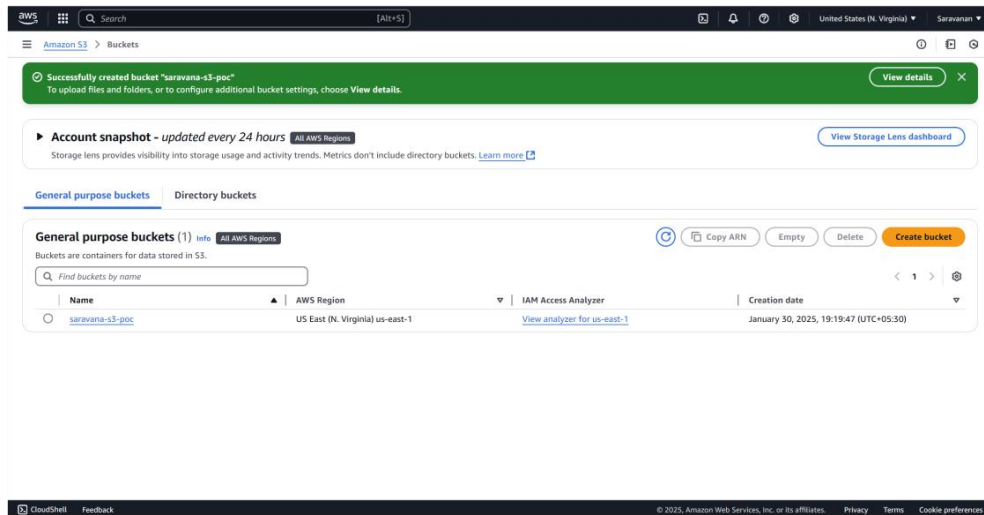 aws Search [Alt+S] United States (N. Virginia) ▼ Saravanan ▼
Amazon S3 > Buckets
Successfully created bucket "saravana-s3-poc" View details
To upload files and folders, or to configure additional bucket settings, choose View details.
Account snapshot - updated every 24 hours All AWS Regions View Storage Lens dashboard
Storage lens provides visibility into storage usage and activity trends. Metrics don't include directory buckets. Learn more
General purpose buckets Directory buckets
General purpose buckets (1) Info All AWS Regions Copy ARN Empty Delete Create bucket
Buckets are containers for data stored in S3.
Find buckets by name < 1 >
Name AWS Region IAM Access Analyzer Creation date
saravana-s3-poc US East (N. Virginia) us-east-1 View analyzer for us-east-1 January 30, 2025, 19:19:47 (UTC+05:30)
CloudShell Feedback © 2025, Amazon Web Services, Inc. or its affiliates. Privacy Terms Cookie preferences